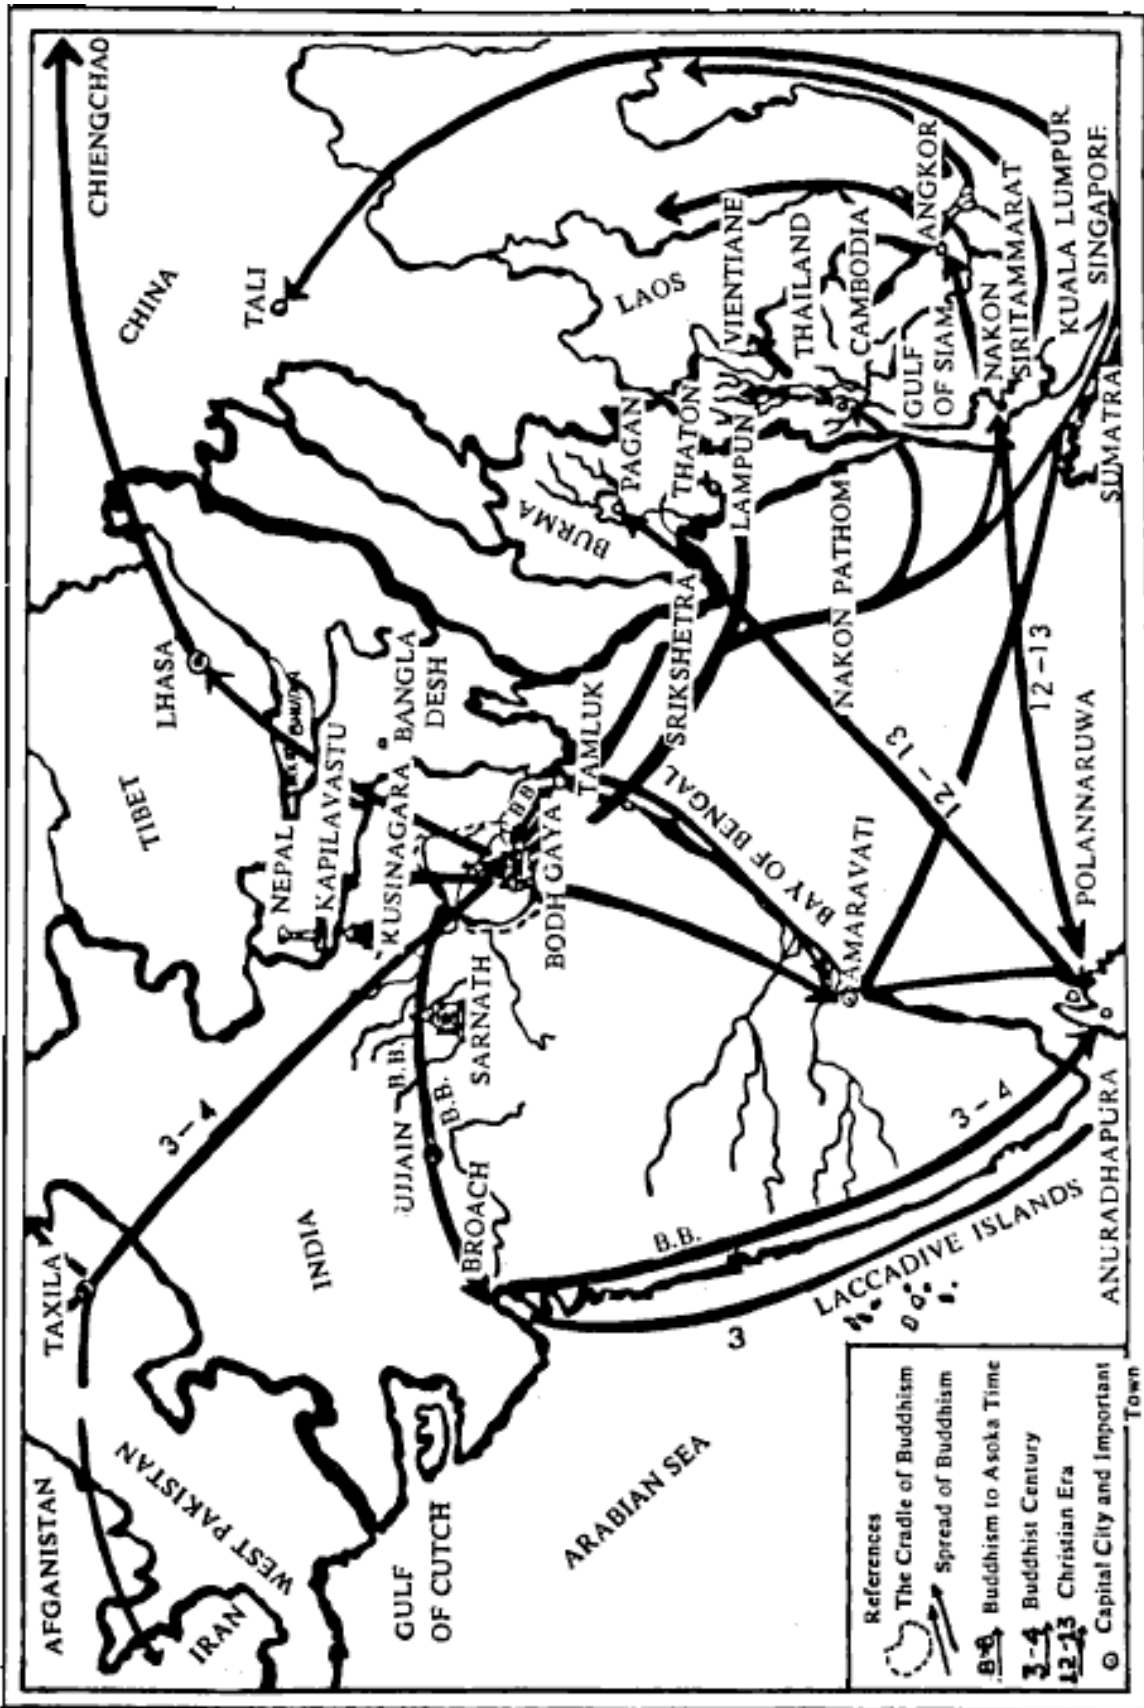 AFGANISTAN
TAXILA
TIBET
LHASA
CHIENGCHAO
CHINA
TALI
IRAN
WEST PAKISTAN
3-4
INDIA
NEPAL
KAPILAVASTU
KUSINAGARA
BANGLA
DESH
BURMA
LAOS
GULF
OF CUTCH
UJJAIN
B.B.
B.B.
BROACH
SARNATH
BODH GAYA
B B
TAMLUK
SRIKSHETRA
PAGAN
THATON
LAMPUN
VIENTIANE
THAILAND
CAMBODIA
ANGKOR
ARABIAN SEA
B.B.
3
3-4
LACCADIVE ISLANDS
BAY OF BENGAL
AMARAVATI
NAKON PATHOM
GULF
OF SIAM
NAKON
SIRITAMMARAT
KUALA LUMPUR
SINGAPORE
SUMATRA
12-13
12-13
POLANNARUWA
ANURADHAPURA
References
The Cradle of Buddhism
Spread of Buddhism
B-B Buddhism to Asoka Time
3-4 Buddhist Century
12-13 Christian Era
Capital City and Important
Town